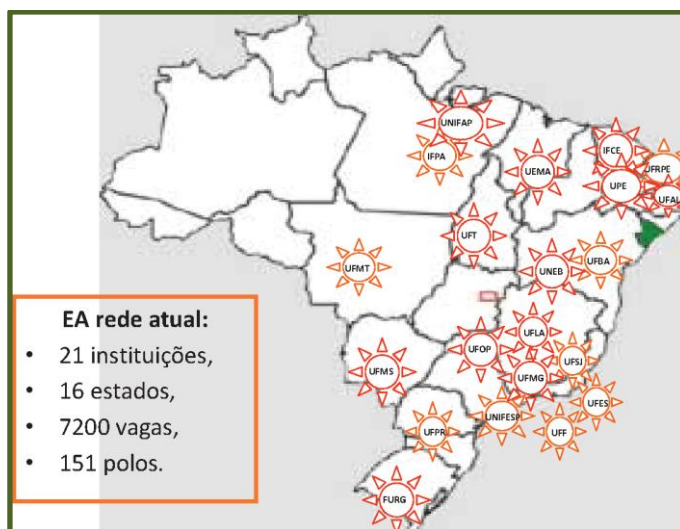 UNIFAP
IFPA
UEMA
IFCE
UFRPE
UPE
UFAL
UFT
UFMT
UNEB
UFBA
UFLA
UFOP
UFSJ
UFMS
UFMG
UFES
UNIFESP
UFPR
UFF
FURG
EA rede atual:
• 21 instituições,
• 16 estados,
• 7200 vagas,
• 151 polos.